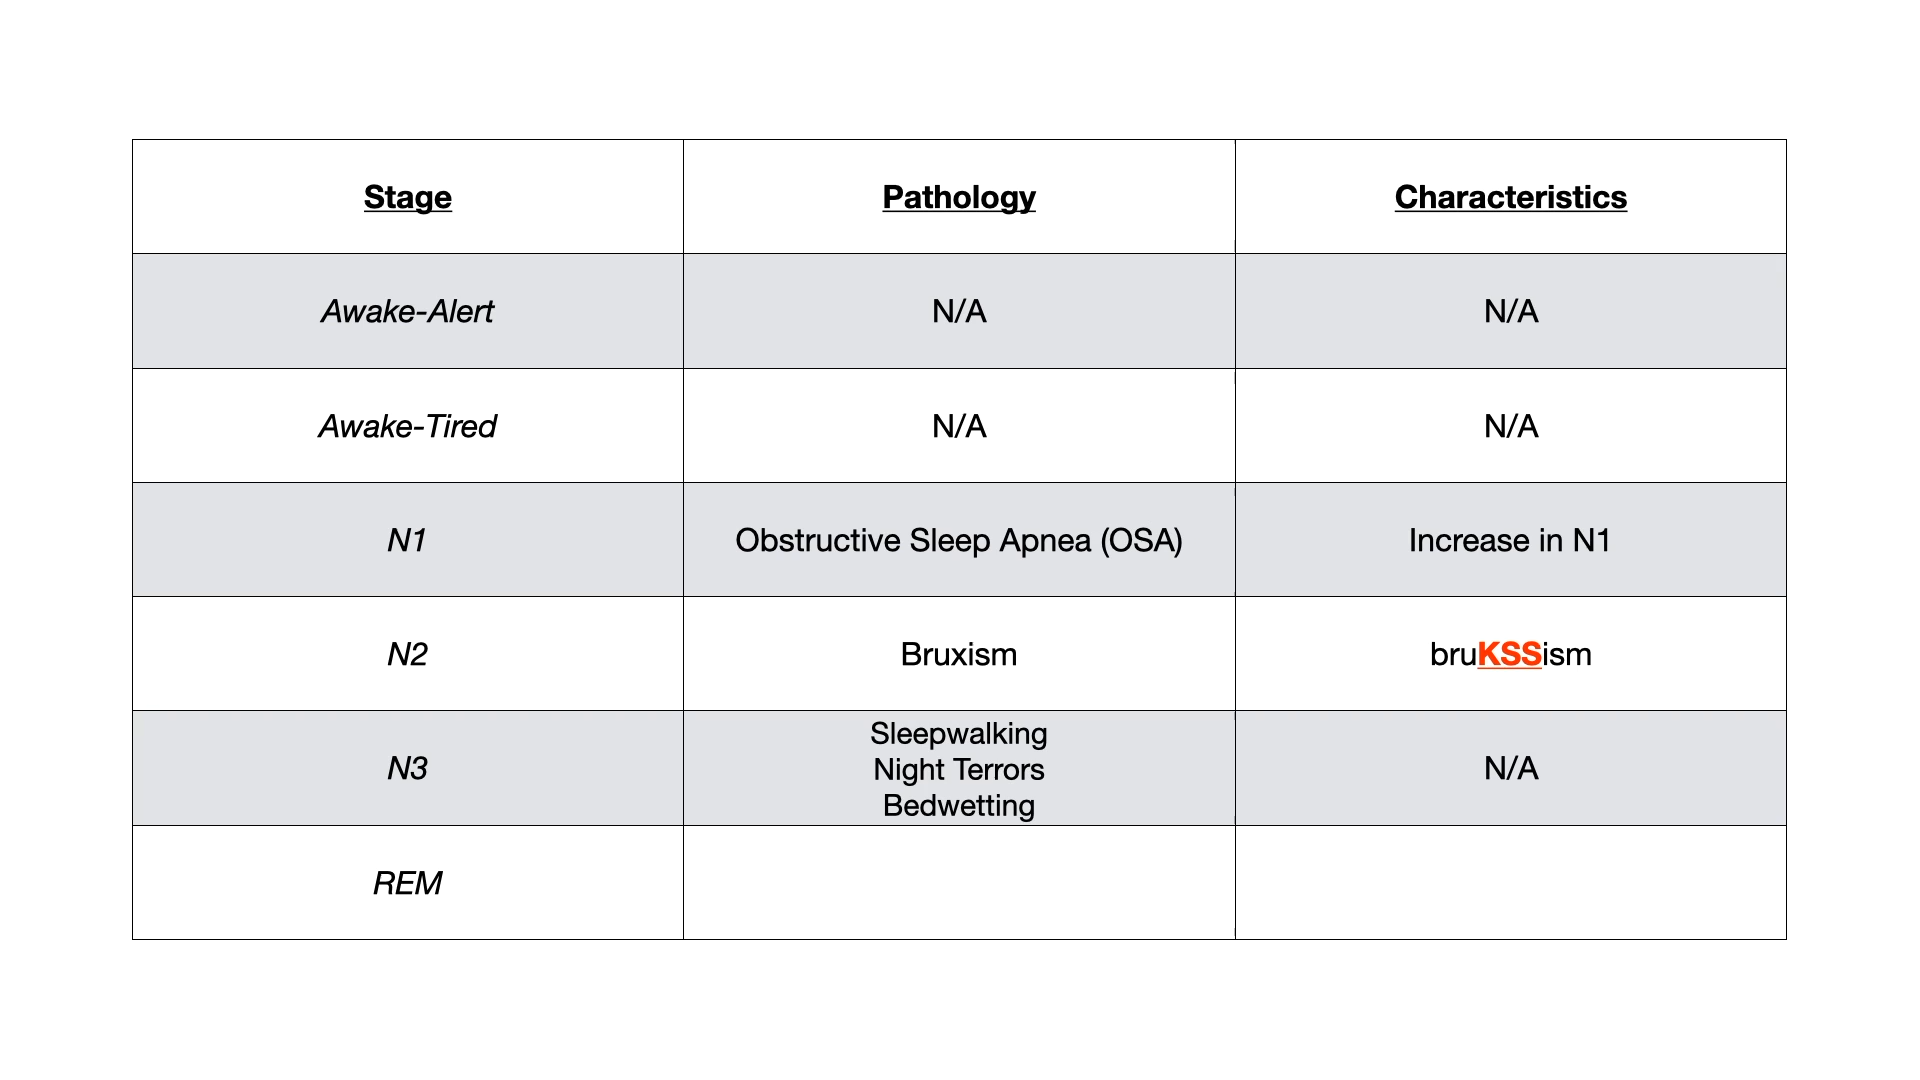 Stage Pathology Characteristics
Awake-Alert N/A N/A
Awake-Tired N/A N/A
N1 Obstructive Sleep Apnea (OSA) Increase in N1
N2 Bruxism bruKSSism
Sleepwalking
N3 Night Terrors N/A
Bedwetting
REM